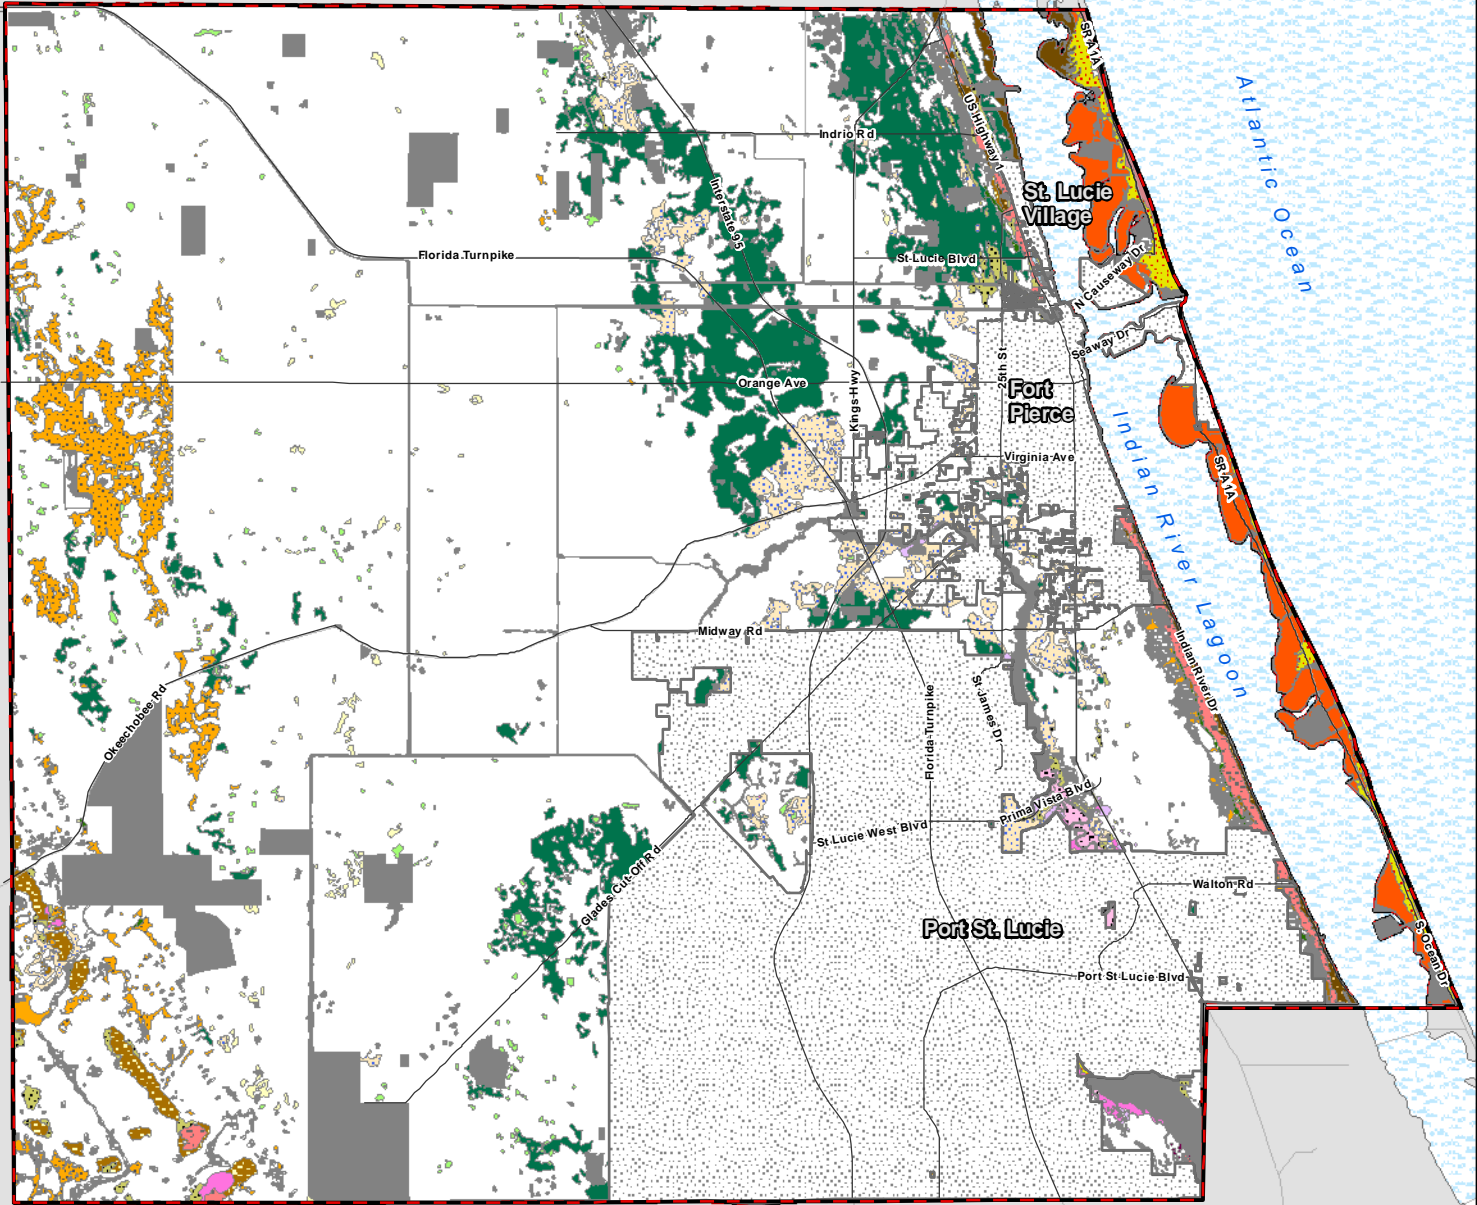 SR A1A
Atlantic Ocean
US Highway 1
Indrio Rd
St. Lucie
Village
Interstate 95
Florida Turnpike
St Lucie Blvd
N Causeway Dr
Seaway Dr
25th St
Orange Ave
Kings Hwy
Fort
Pierce
Indian River Lagoon
Virginia Ave
SR A1A
Midway Rd
Indian River Dr
Okeechobee Rd
St James Dr
Florida Turnpike
Prima Vista Blvd
St Lucie West Blvd
Glades Cut-Off Rd
Walton Rd
Port St. Lucie
S Ocean Dr
Port St Lucie Blvd